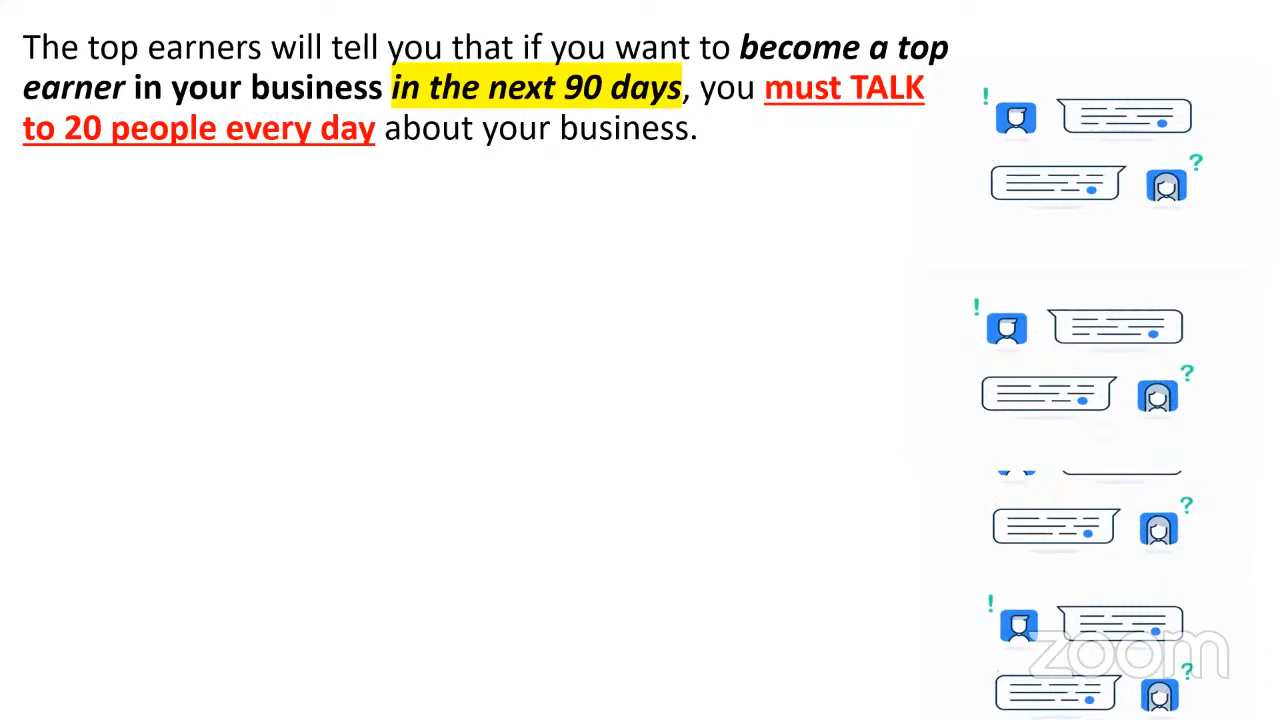 The top earners will tell you that if you want to become a top
earner in your business in the next 90 days, you must TALK
to 20 people every day about your business.
!
?
!
?
?
!
zoom
?